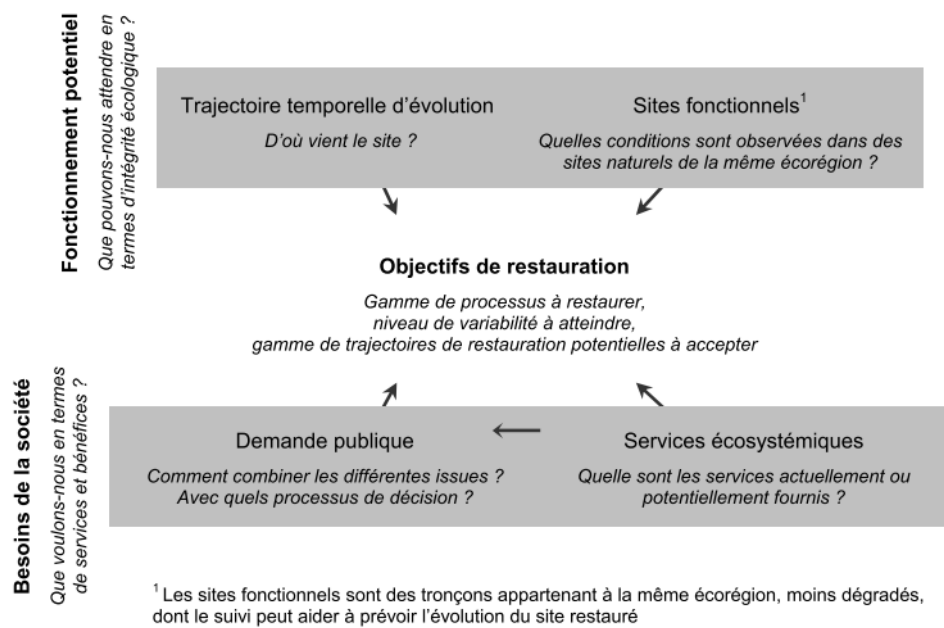 Fonctionnement potentiel
Que pouvons-nous attendre en
termes d'intégrité écologique ?
Trajectoire temporelle d'évolution
D'où vient le site ?
Sites fonctionnels¹
Quelles conditions sont observées dans des
sites naturels de la même écorégion ?
Objectifs de restauration
Gamme de processus à restaurer,
niveau de variabilité à atteindre,
gamme de trajectoires de restauration potentielles à accepter
Besoins de la société
Que voulons-nous en termes
de services et bénéfices ?
Demande publique
Comment combiner les différentes issues ?
Avec quels processus de décision ?
Services écosystémiques
Quelle sont les services actuellement ou
potentiellement fournis ?
¹ Les sites fonctionnels sont des tronçons appartenant à la même écorégion, moins dégradés,
dont le suivi peut aider à prévoir l'évolution du site restauré